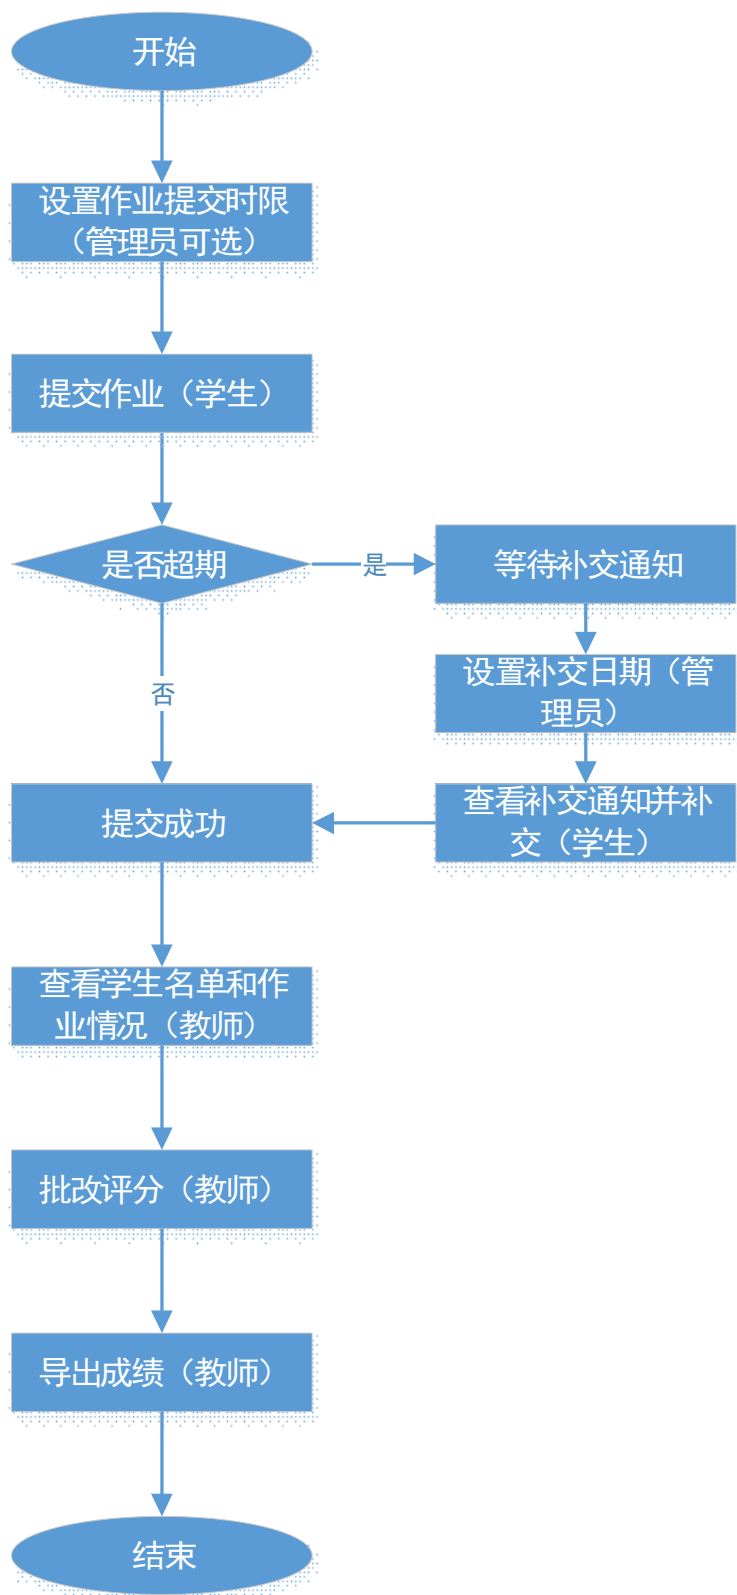 开始
设置作业提交时限
（管理员可选）
提交作业（学生）
是否超期
是
等待补交通知
设置补交日期（管
理员）
否
提交成功
查看补交通知并补
交（学生）
查看学生名单和作
业情况（教师）
批改评分（教师）
导出成绩（教师）
结束